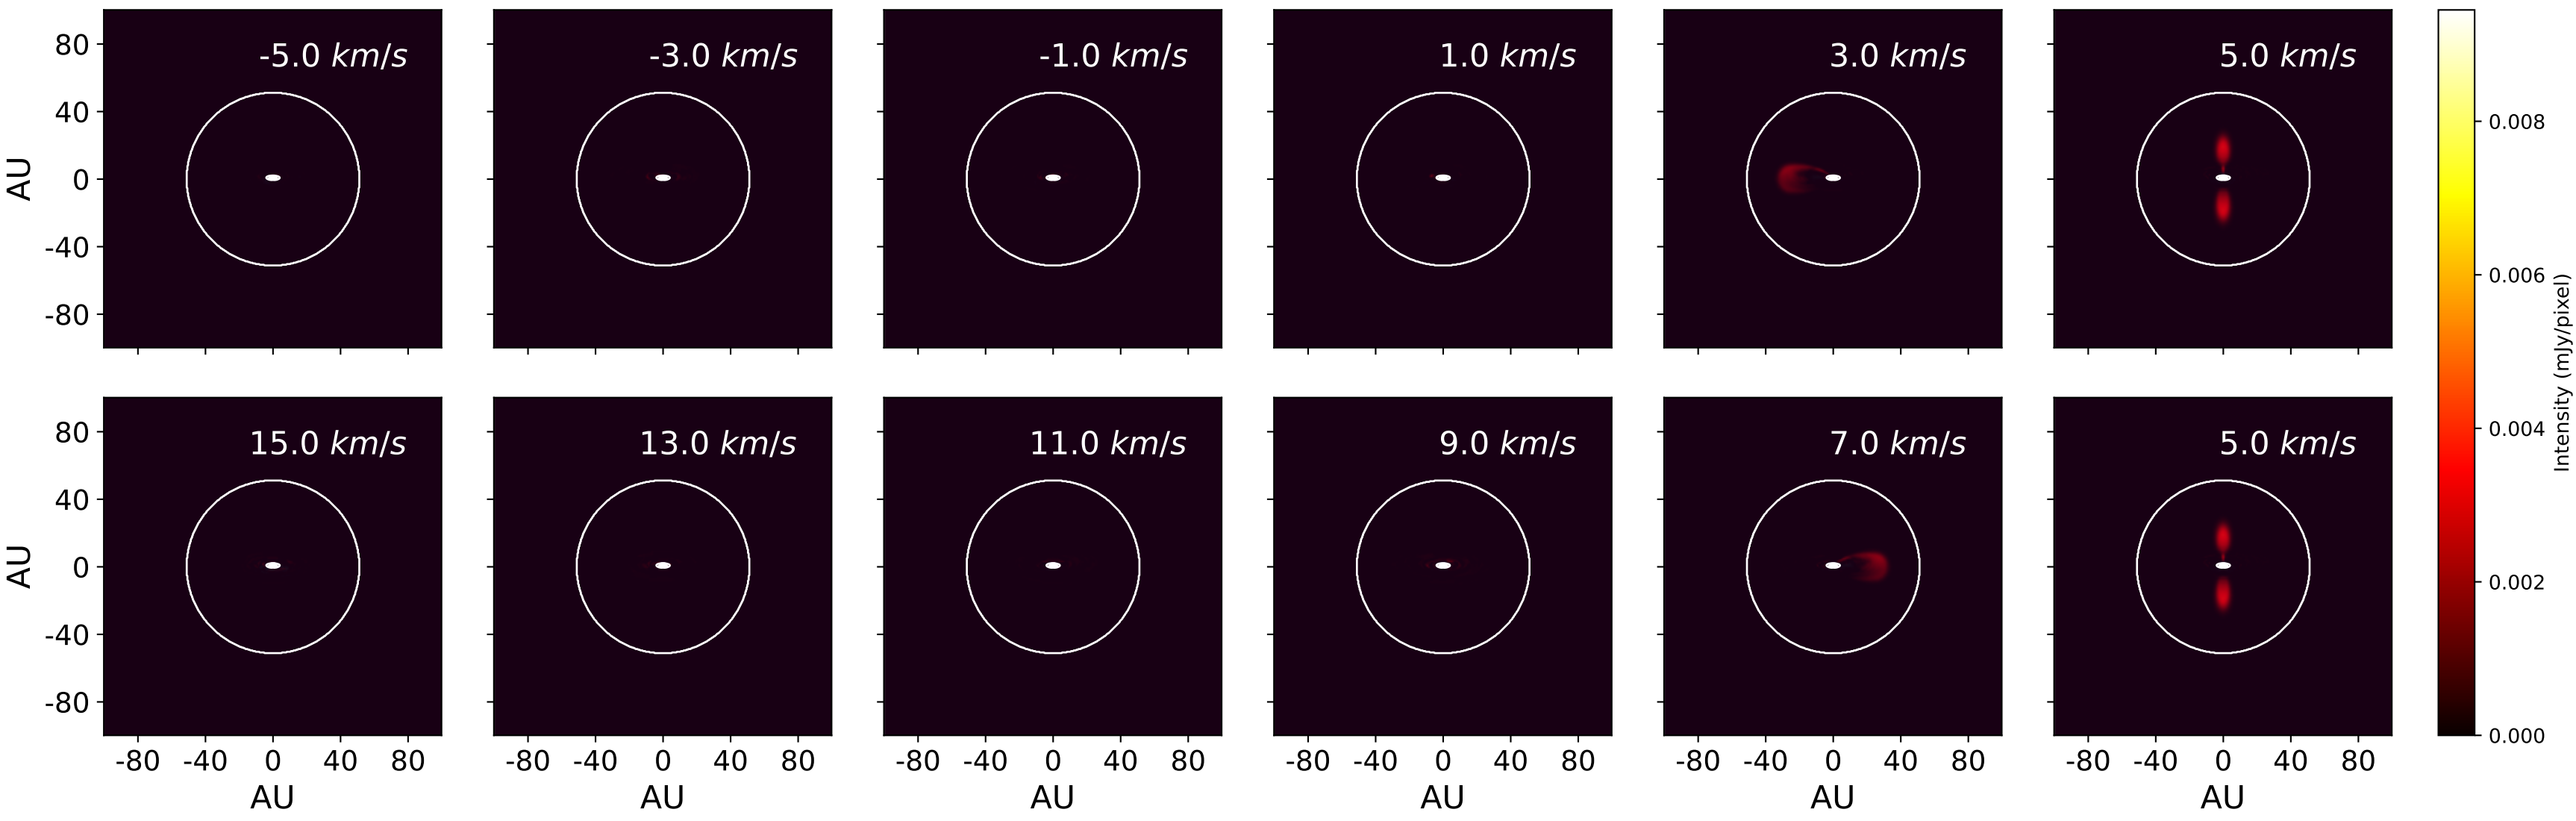 -5.0 km/s
-3.0 km/s
-1.0 km/s
1.0 km/s
3.0 km/s
5.0 km/s
80
40
0
-40
-80
AU
15.0 km/s
13.0 km/s
11.0 km/s
9.0 km/s
7.0 km/s
5.0 km/s
80
40
0
-40
-80
AU
-80 -40 0 40 80
-80 -40 0 40 80
-80 -40 0 40 80
-80 -40 0 40 80
-80 -40 0 40 80
-80 -40 0 40 80
AU
AU
AU
AU
AU
AU
0.008
0.006
0.004
0.002
0.000
Intensity (mJy/pixel)